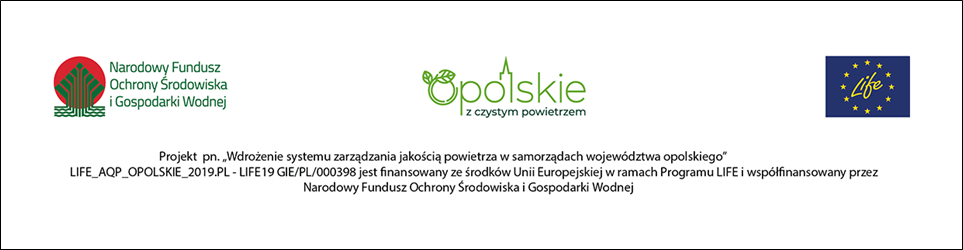 Narodowy Fundusz
Ochrony Środowiska
i Gospodarki Wodnej
opolskie
z czystym powietrzem
Life
Projekt pn. „Wdrożenie systemu zarządzania jakością powietrza w samorządach województwa opolskiego”
LIFE_AQP_OPOLSKIE_2019.PL - LIFE19 GIE/PL/000398 jest finansowany ze środków Unii Europejskiej w ramach Programu LIFE i współfinansowany przez
Narodowy Fundusz Ochrony Środowiska i Gospodarki Wodnej